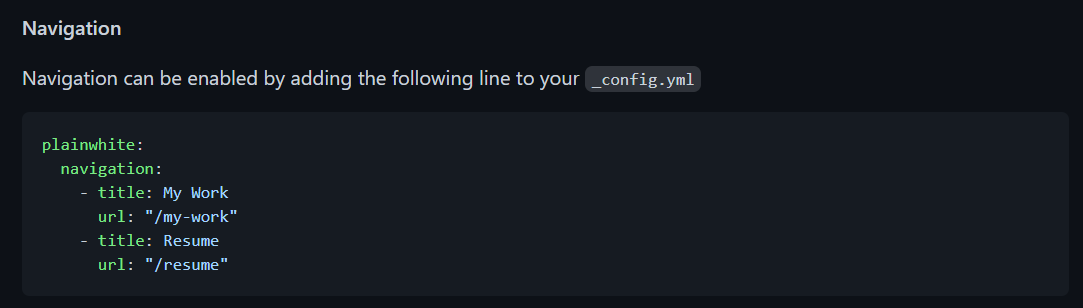 Navigation
Navigation can be enabled by adding the following line to your _config.yml
plainwhite:
  navigation:
    - title: My Work
      url: "/my-work"
    - title: Resume
      url: "/resume"